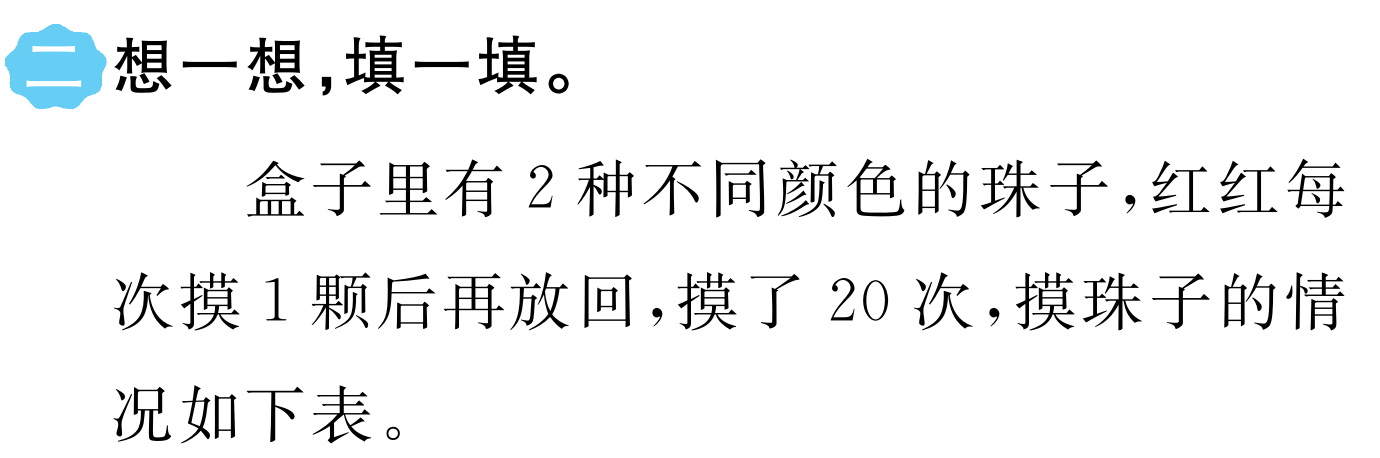 二 想一想,填一填。
盒子里有 2 种不同颜色的珠子,红红每
次摸 1 颗后再放回,摸了 20 次,摸珠子的情
况如下表。